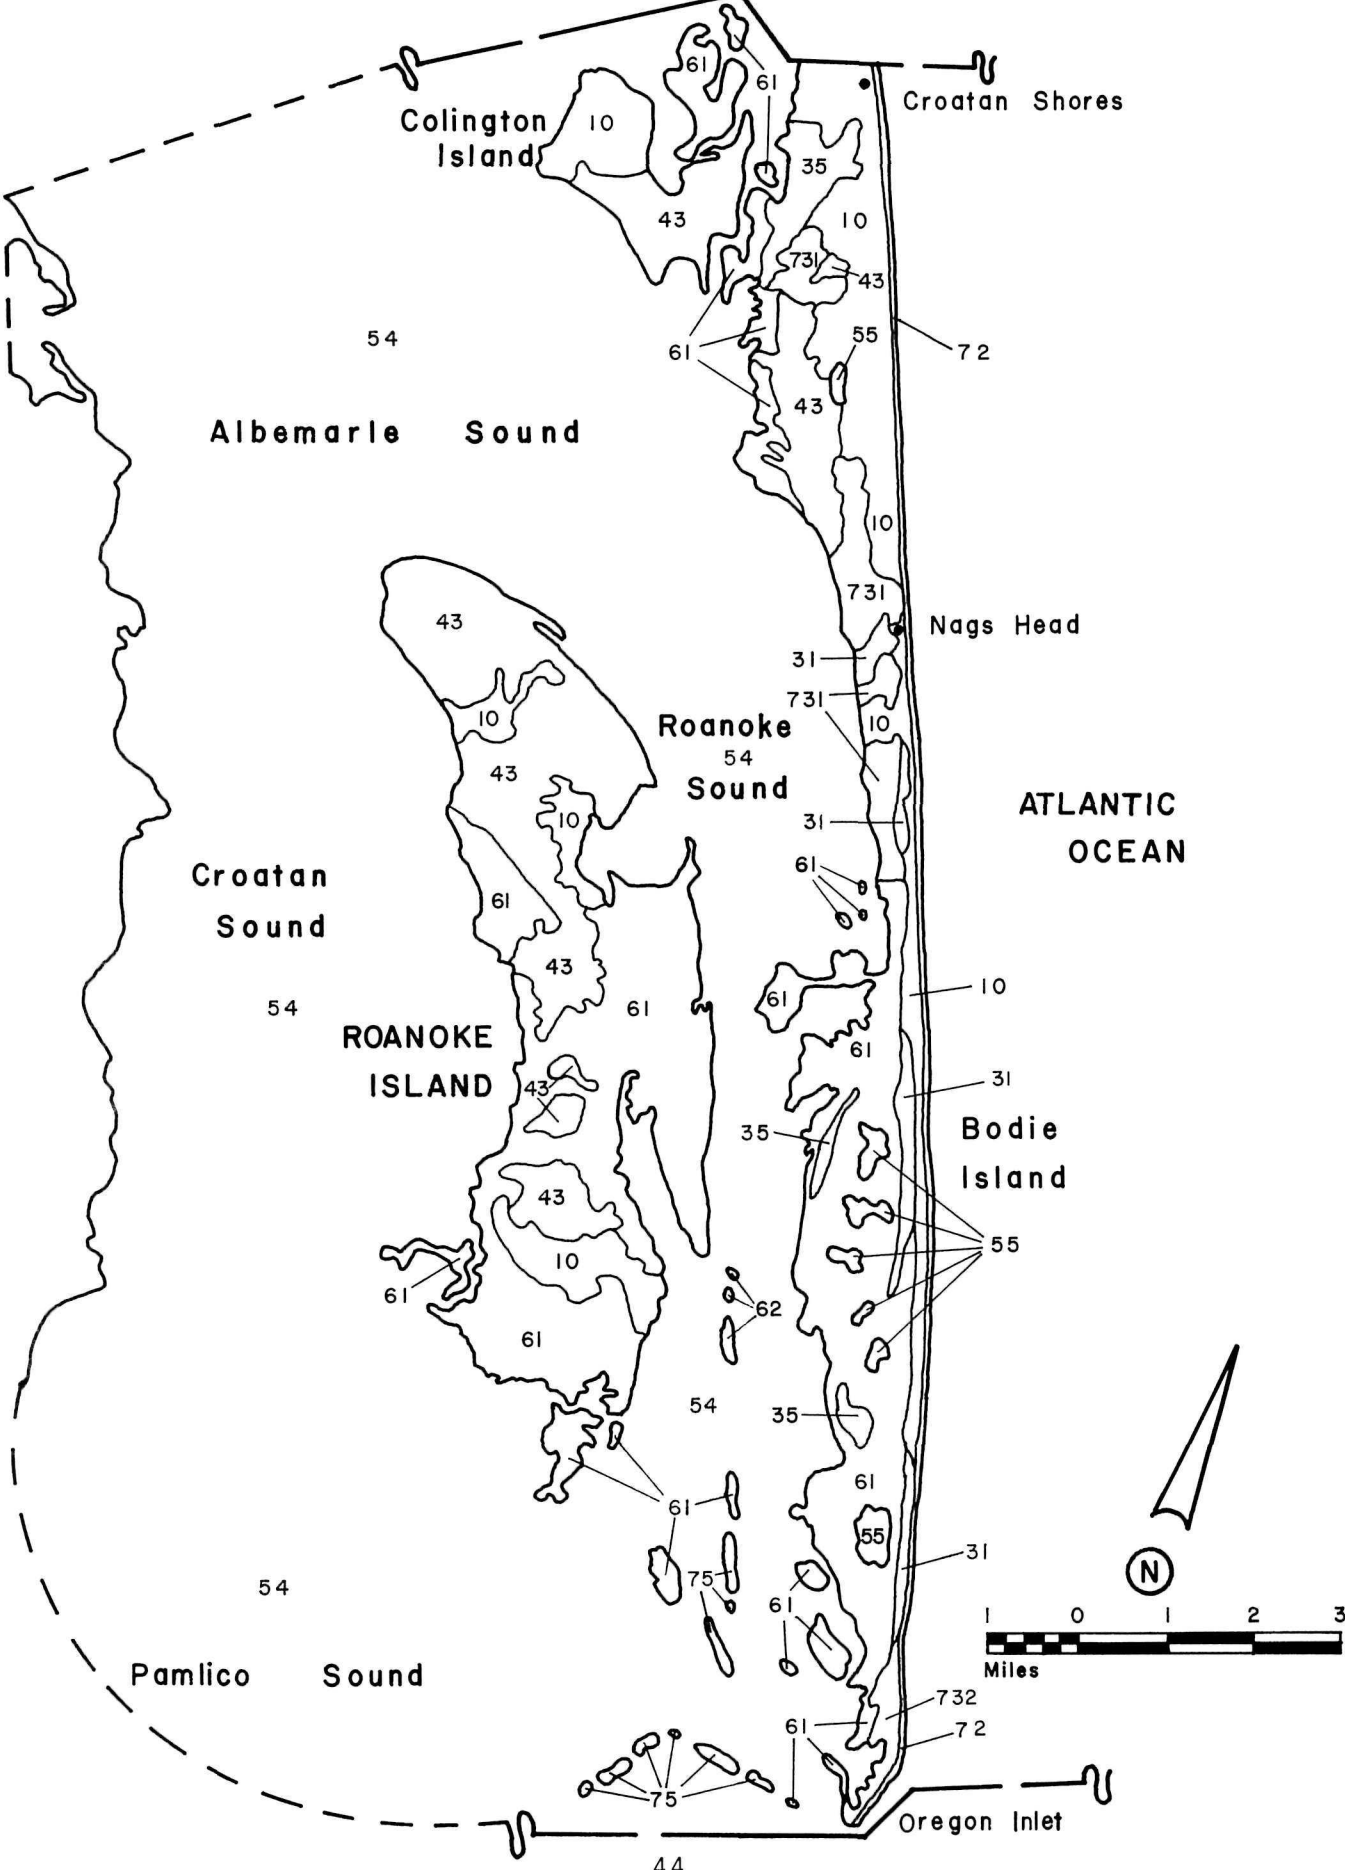 61
61
Croatan Shores
Colington
Island
10
35
43
10
731
43
54
61
55
72
43
Albemarle Sound
10
731
43
Nags Head
31
731
10
10
Roanoke
54
Sound
43
ATLANTIC
OCEAN
10
31
61
Croatan
Sound
61
43
61
10
54
61
ROANOKE
ISLAND
61
31
43
35
Bodie
Island
43
55
10
61
62
61
54
35
61
61
55
31
N
75
54
61
1 0 1 2 3
Miles
Pamlico Sound
732
61
72
75
Oregon Inlet
44